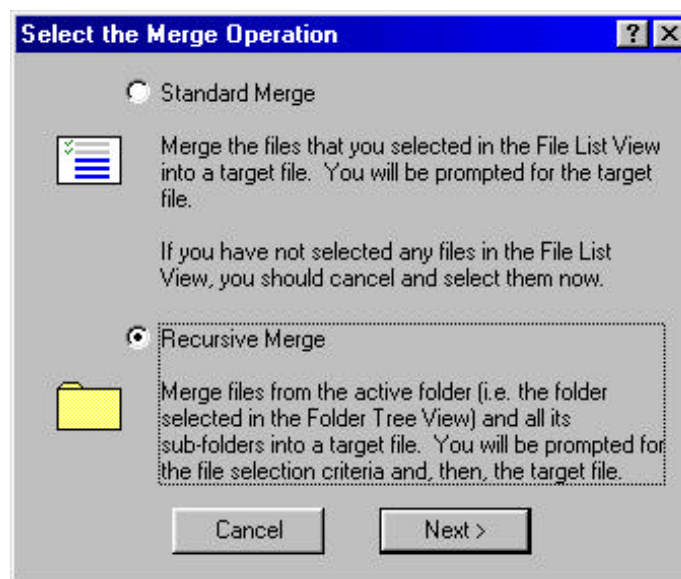 Select the Merge Operation
Standard Merge
Merge the files that you selected in the File List View
into a target file. You will be prompted for the target
file.
If you have not selected any files in the File List
View, you should cancel and select them now.
Recursive Merge
Merge files from the active folder (i.e. the folder
selected in the Folder Tree View) and all its
sub-folders into a target file. You will be prompted for
the file selection criteria and, then, the target file.
Cancel
Next >